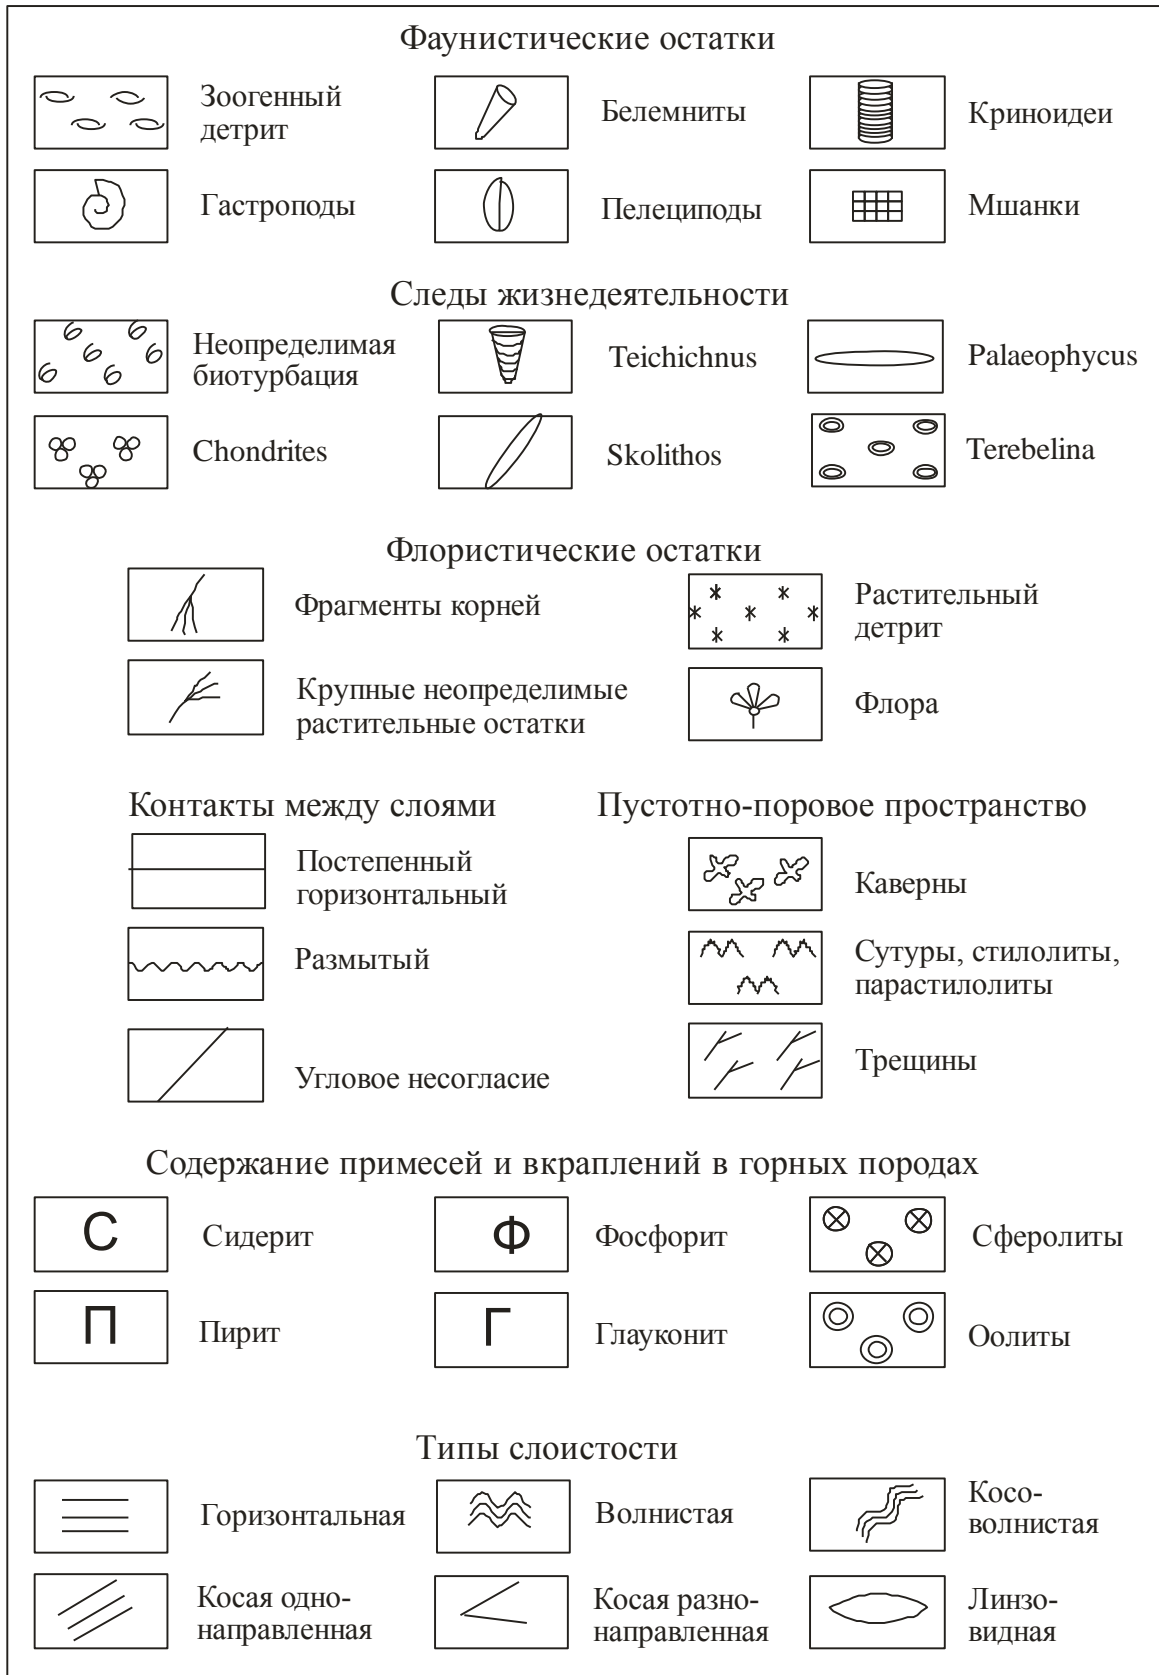 Фаунистические остатки
Зоогенный
детрит
Белемниты
Криноидеи
Гастроподы
Пелециподы
Мшанки
Следы жизнедеятельности
Неопределимая
биотурбация
Teichichnus
Palaeophycus
Chondrites
Skolithos
Terebelina
Флористические остатки
Фрагменты корней
Растительный
детрит
Крупные неопределимые
растительные остатки
Флора
Контакты между слоями
Постепенный
горизонтальный
Размытый
Угловое несогласие
Пустотно-поровое пространство
Каверны
Сутуры, стилолиты,
парастилолиты
Трещины
Содержание примесей и вкраплений в горных породах
С
Сидерит
Ф
Фосфорит
Сферолиты
П
Пирит
Г
Глауконит
Оолиты
Типы слоистости
Горизонтальная
Волнистая
Косо-
волнистая
Косая одно-
направленная
Косая разно-
направленная
Линзо-
видная